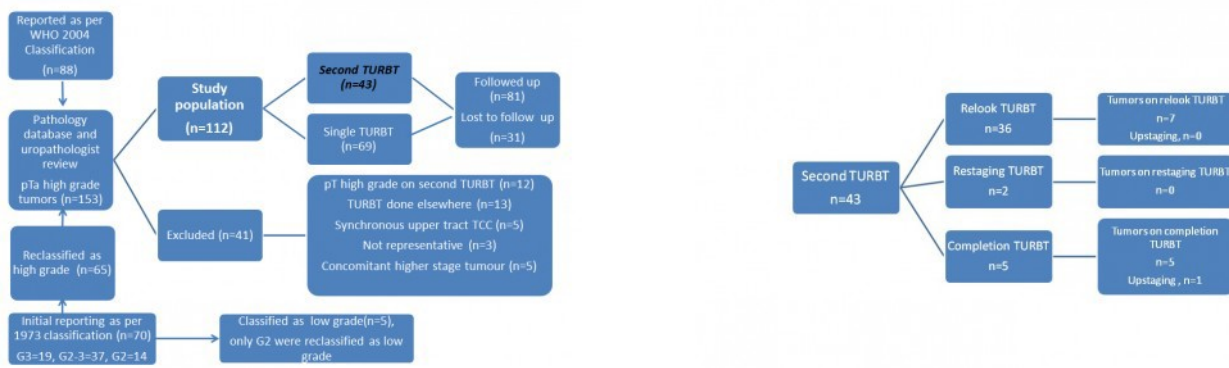 Reported as per
WHO 2004
Classification
(n=88)
Pathology
database and
uropathologist
review
pTa high grade
tumors (n=153)
Reclassified as
high grade (n=65)
Initial reporting as per
1973 classification (n=70)
G3=19, G2-3=37, G2=14
Classified as low grade(n=5),
only G2 were reclassified as low
grade
Study
population
(n=112)
Excluded (n=41)
Second TURBT
(n=43)
Single TURBT
(n=69)
Followed up
(n=81)
Lost to follow up
(n=31)
pT high grade on second TURBT (n=12)
TURBT done elsewhere (n=13)
Synchronous upper tract TCC (n=5)
Not representative (n=3)
Concomitant higher stage tumour (n=5)
Second TURBT
n=43
Relook TURBT
n=36
Tumors on relook TURBT
n=7
Upstaging, n=0
Restaging TURBT
n=2
Tumors on restaging TURBT
n=0
Completion TURBT
n=5
Tumors on completion
TURBT
n=5
Upstaging , n=1